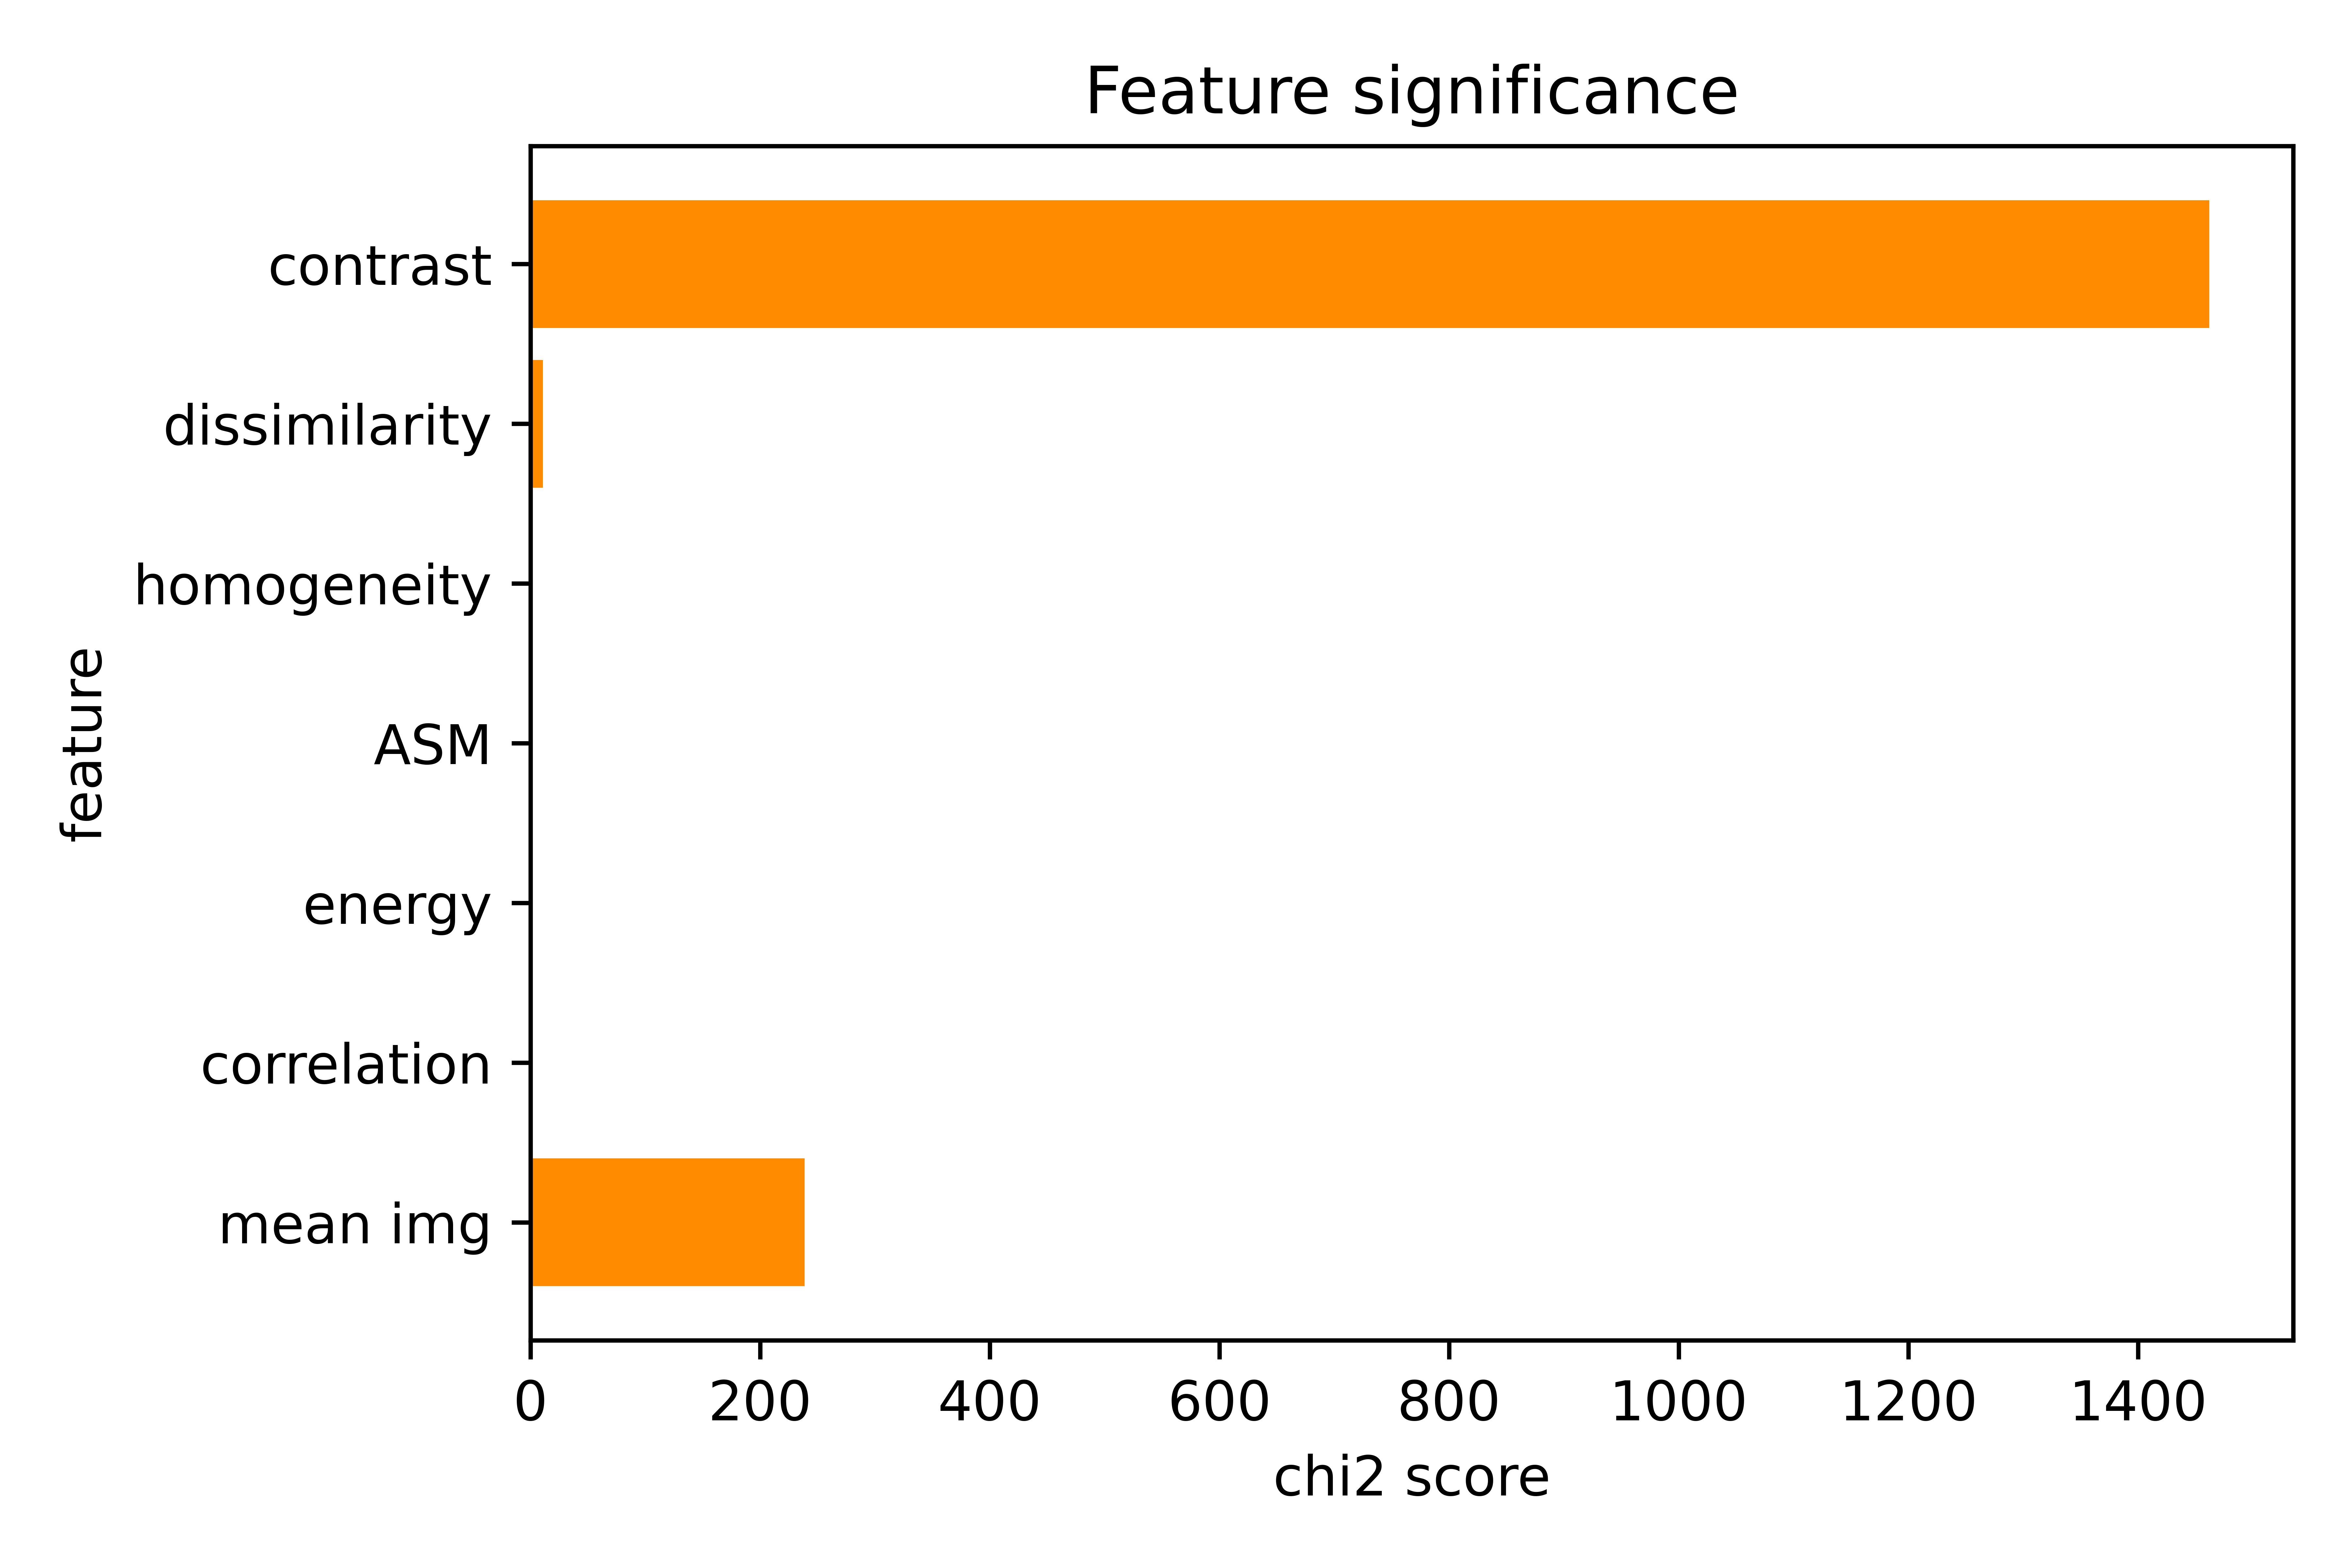 Feature significance
contrast
dissimilarity
homogeneity
ASM
energy
correlation
mean img
feature
0 200 400 600 800 1000 1200 1400
chi2 score